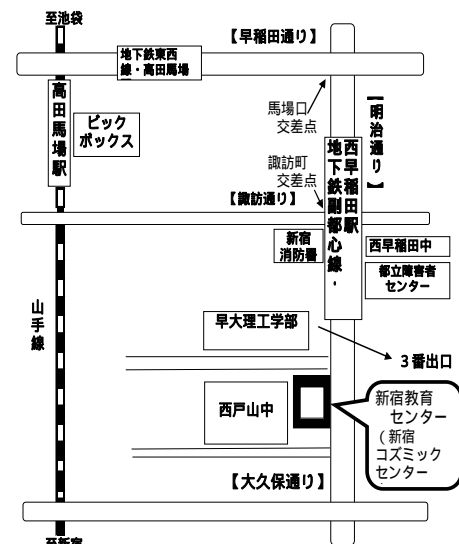 至池袋
【早稲田通り】
地下鉄東西
線・高田馬場
高田馬場駅
ビック
ボックス
馬場口
交差点
【明治通り】
諏訪町
交差点
西早稲田駅
地下鉄副都心線・
【諏訪通り】
新宿
消防署
西早稲田中
都立障害者
センター
山手線
早大理工学部
3番出口
西戸山中
新宿教育
センター
（新宿
コズミック
センター
【大久保通り】
至新宿